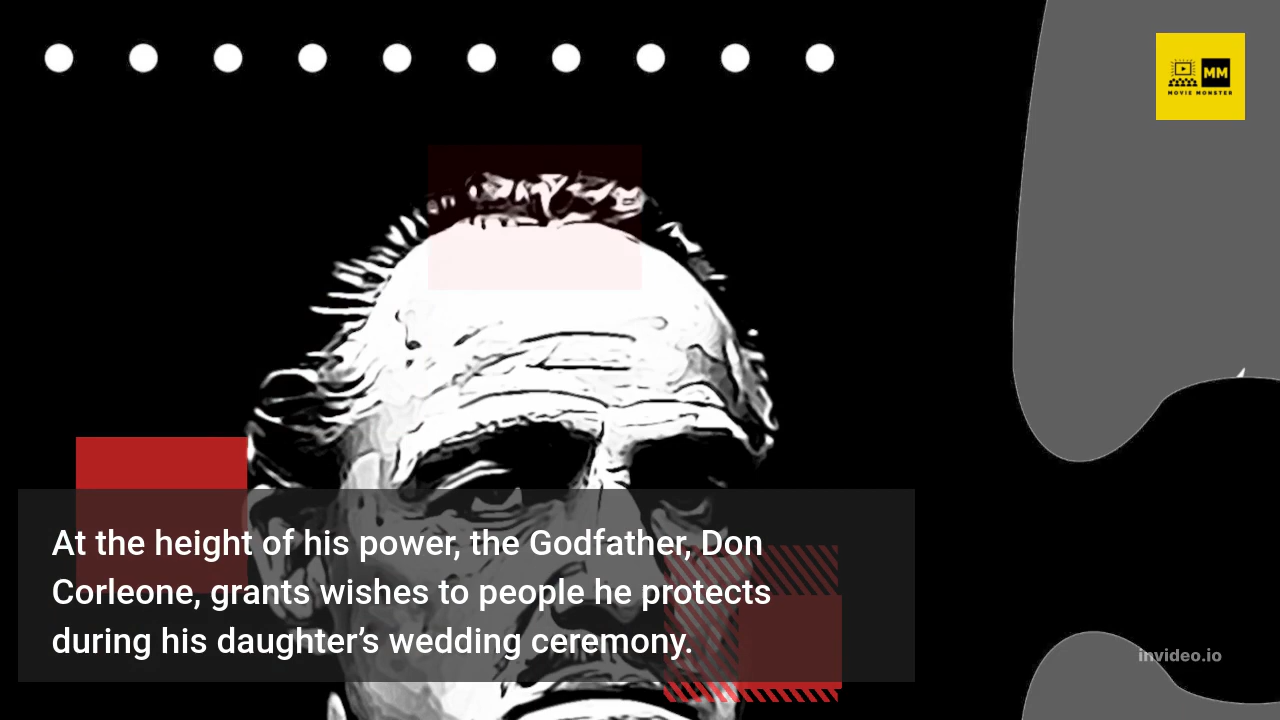 MM
MOVIE MONSTER
At the height of his power, the Godfather, Don
Corleone, grants wishes to people he protects
during his daughter’s wedding ceremony.
invideo.io